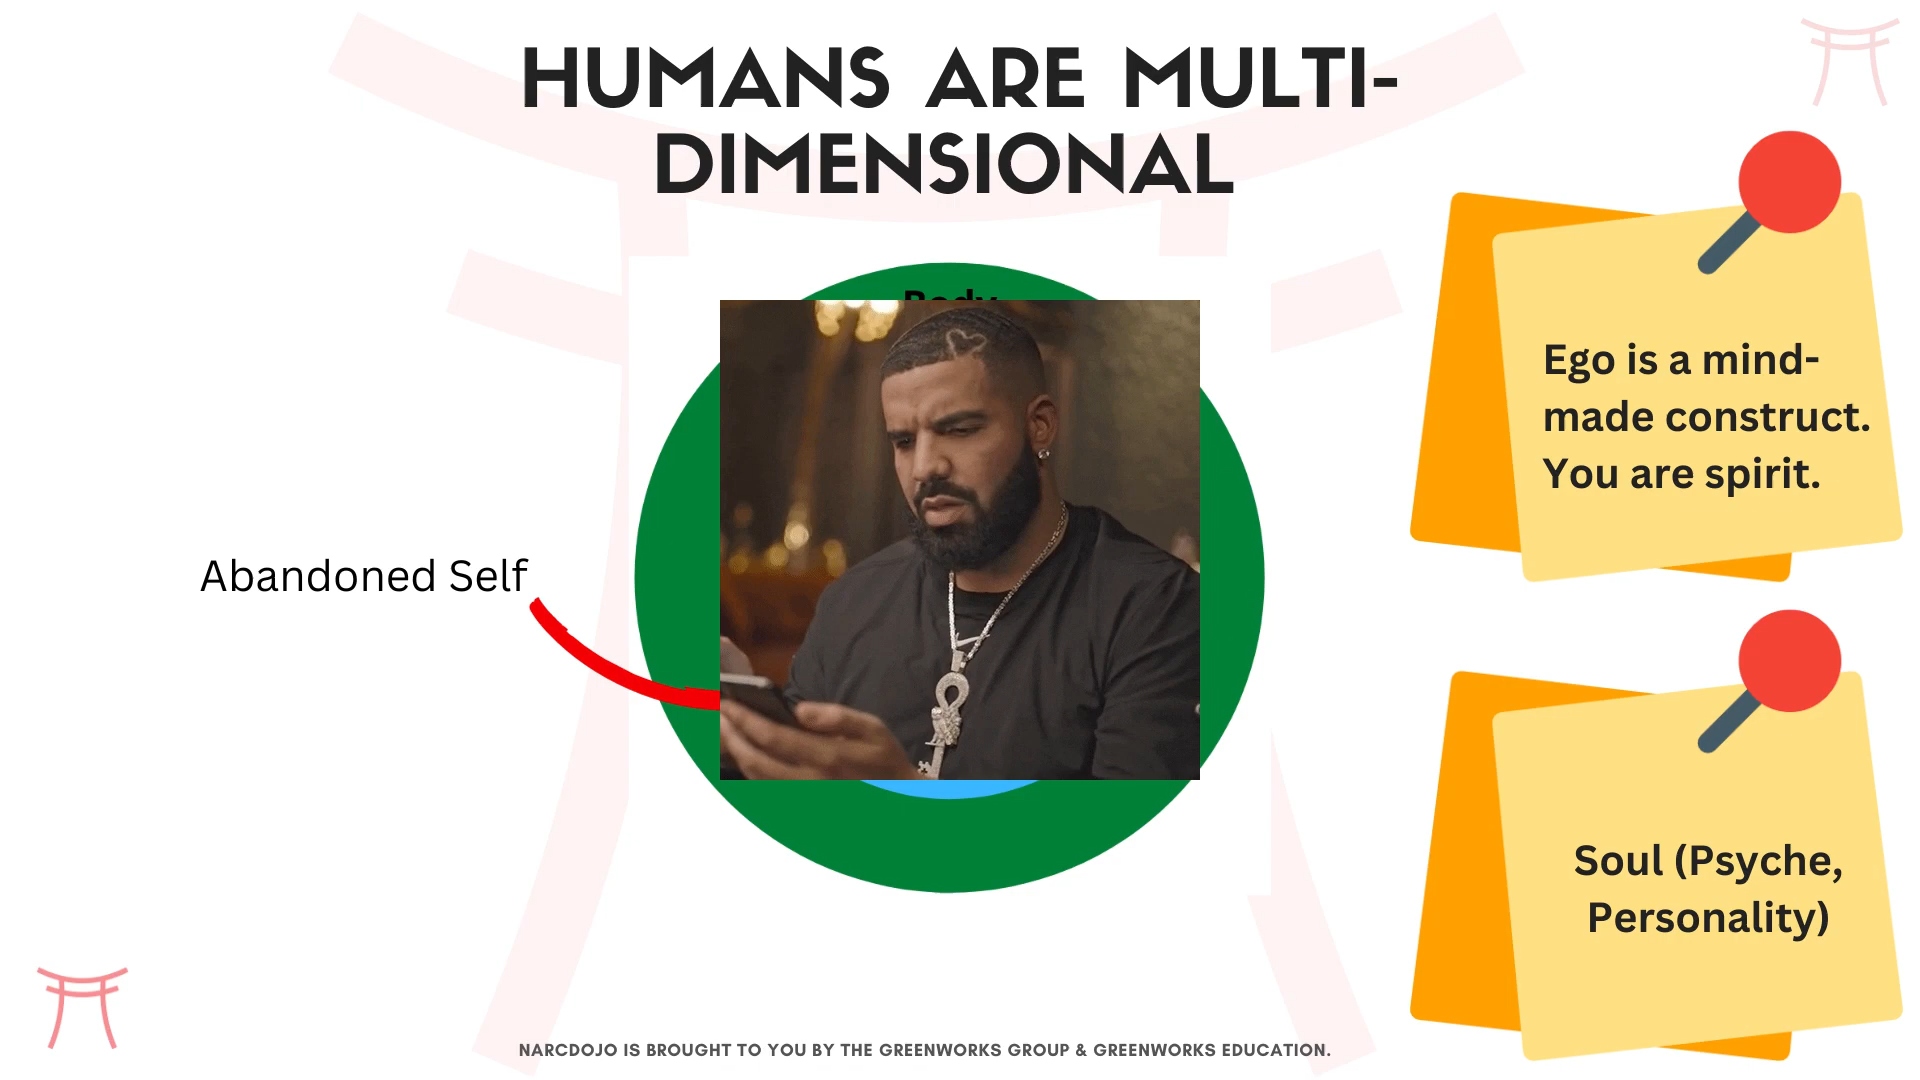 HUMANS ARE MULTI-
DIMENSIONAL
Body
Abandoned Self
Ego is a mind-
made construct.
You are spirit.
Soul (Psyche,
Personality)
NARCDOJO IS BROUGHT TO YOU BY THE GREENWORKS GROUP & GREENWORKS EDUCATION.